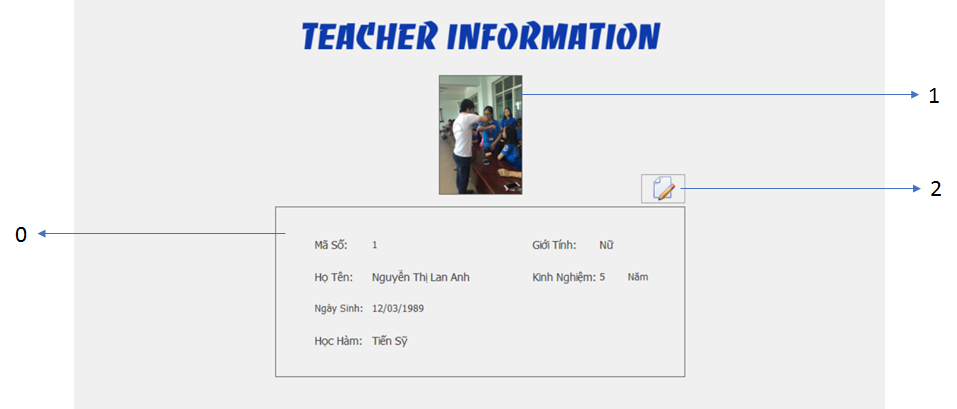 TEACHER INFORMATION
1
2
0
Mã Số: 1 Giới Tính: Nữ
Họ Tên: Nguyễn Thị Lan Anh Kinh Nghiệm: 5 Năm
Ngày Sinh: 12/03/1989
Học Hàm: Tiến Sỹ